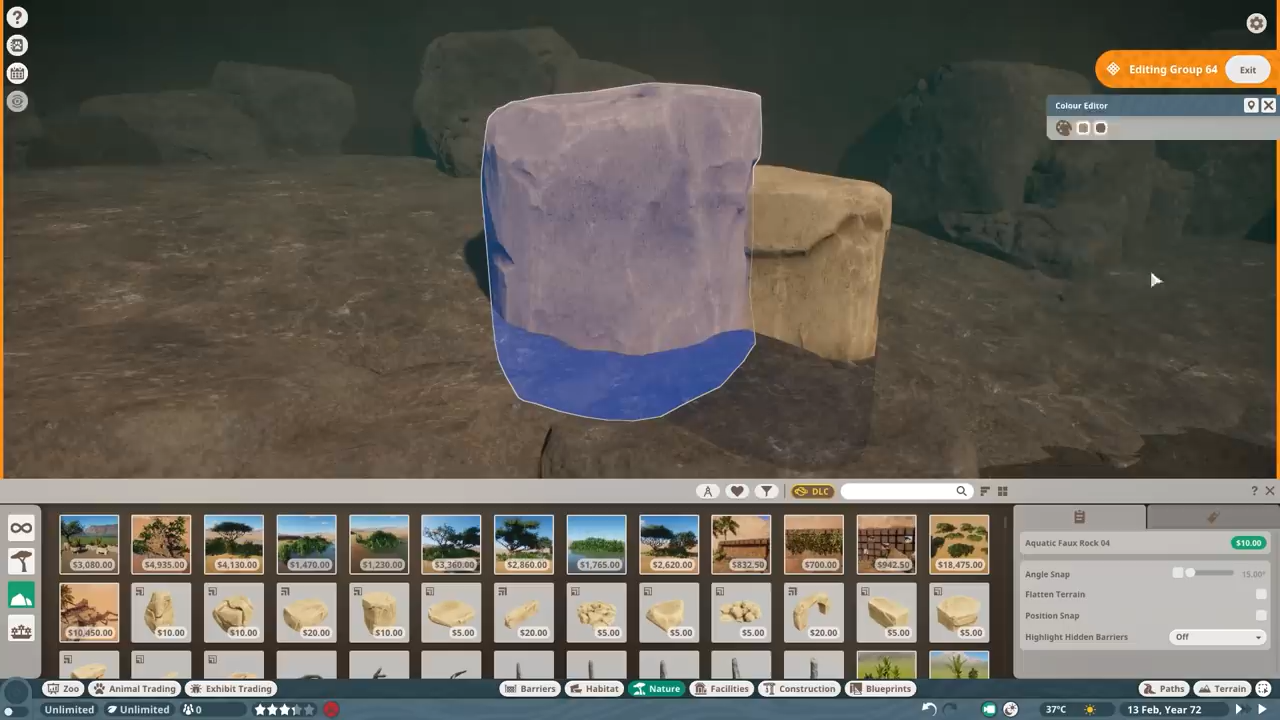 ?
Editing Group 64 Exit
Colour Editor
DLC
?
$3,080.00 $4,935.00 $4,130.00 $1,470.00 $1,230.00 $3,360.00 $2,860.00 $1,765.00 $2,620.00 $832.50 $700.00 $942.50 $18,475.00
$10,450.00 $10.00 $10.00 $20.00 $10.00 $5.00 $20.00 $5.00 $5.00 $5.00 $20.00 $5.00 $5.00
Aquatic Faux Rock 04 $10.00
Angle Snap 15.00°
Flatten Terrain
Position Snap
Highlight Hidden Barriers Off
Zoo Animal Trading Exhibit Trading Barriers Habitat Nature Facilities Construction Blueprints Paths Terrain
Unlimited Unlimited 0 37°C 13 Feb, Year 72